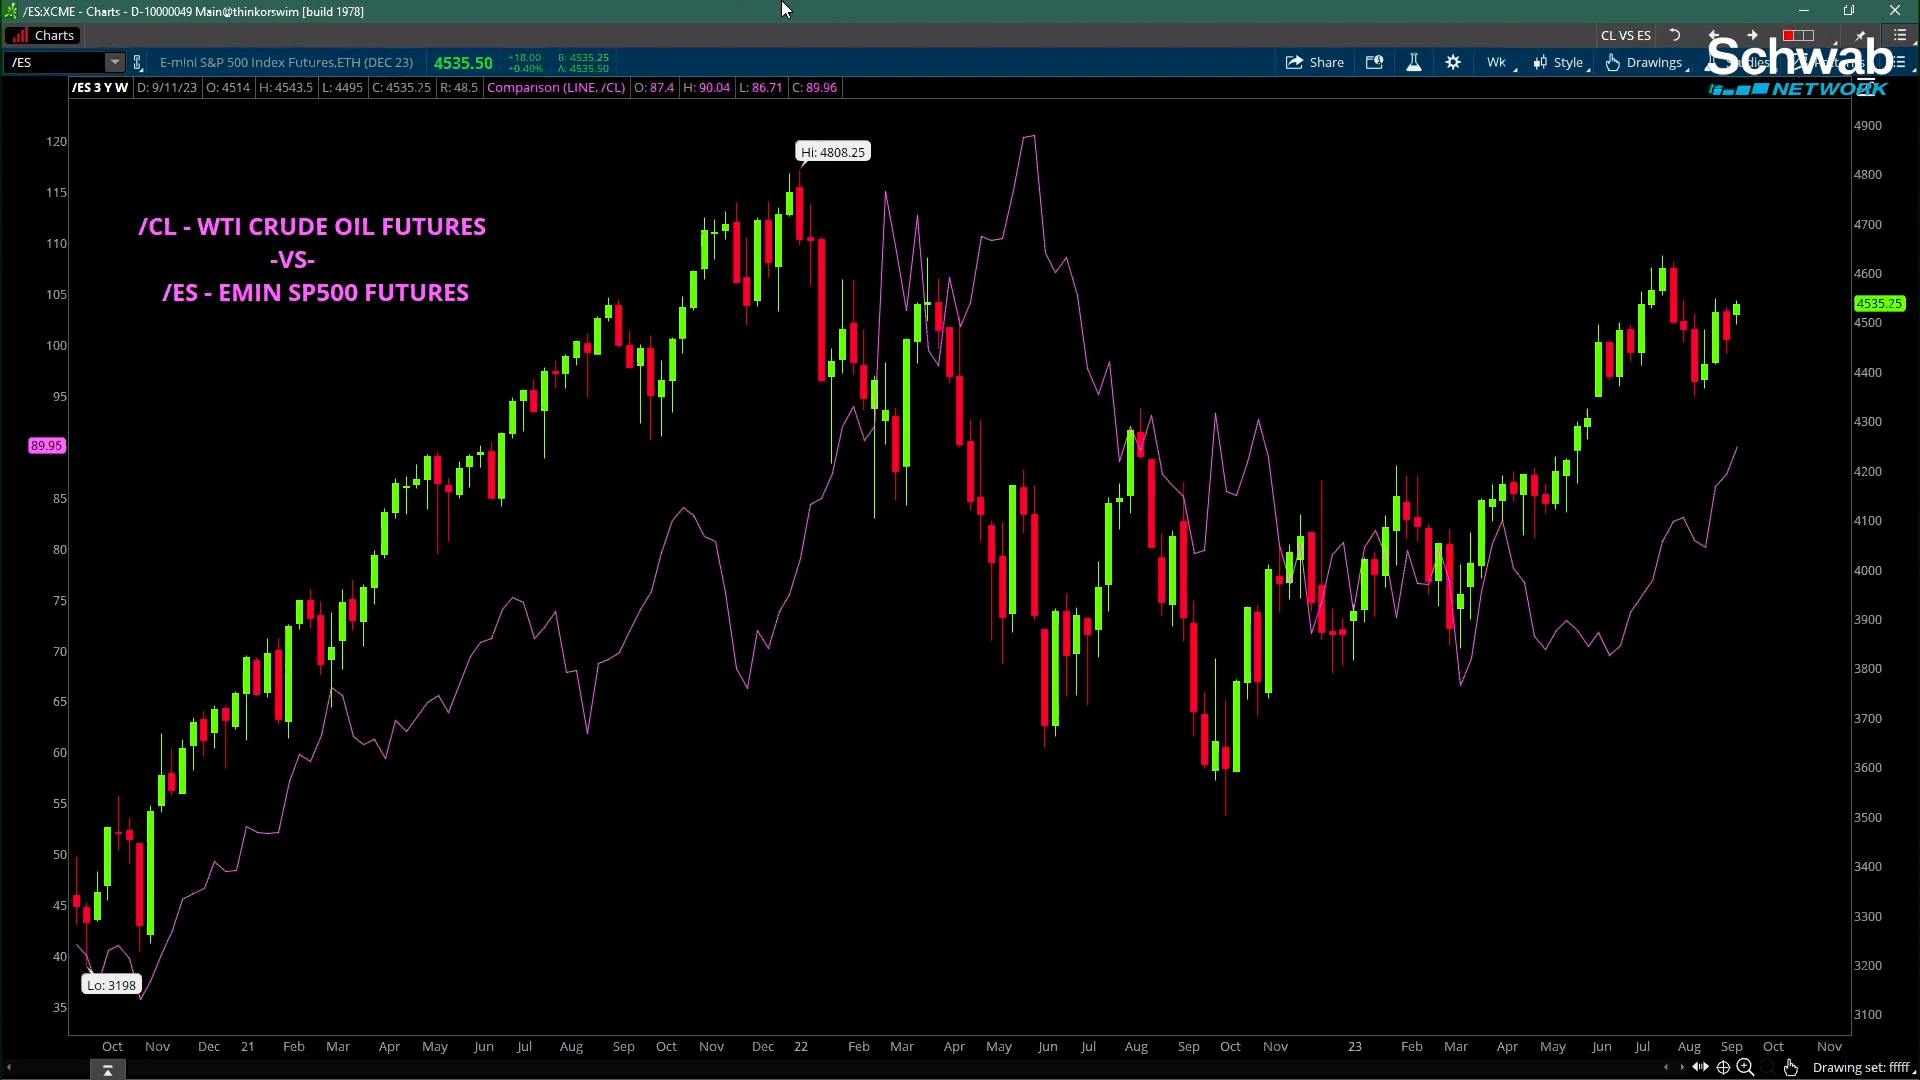 /ES:XCME - Charts - D-10000049 Main@thinkorswim [build 1978]
Charts
CL VS ES
/ES
E-mini S&P 500 Index Futures,ETH (DEC 23)
4535.50
+18.00
+0.40%
B: 4535.25
A: 4535.50
Share
Wk
Style
Drawings
Schwab
NETWORK
/ES 3 Y W
D: 9/11/23
O: 4514
H: 4543.5
L: 4495
C: 4535.25
R: 48.5
Comparison (LINE, /CL)
O: 87.4
H: 90.04
L: 86.71
C: 89.96
Hi: 4808.25
/CL - WTI CRUDE OIL FUTURES
-VS-
/ES - EMIN SP500 FUTURES
Lo: 3198
120
115
110
105
100
95
89.95
85
80
75
70
65
60
55
50
45
40
35
4900
4800
4700
4600
4535.25
4500
4400
4300
4200
4100
4000
3900
3800
3700
3600
3500
3400
3300
3200
3100
Oct Nov Dec 21 Feb Mar Apr May Jun Jul Aug Sep Oct Nov Dec 22 Feb Mar Apr May Jun Jul Aug Sep Oct Nov 23 Feb Mar Apr May Jun Jul Aug Sep Oct Nov
Drawing set: fffff